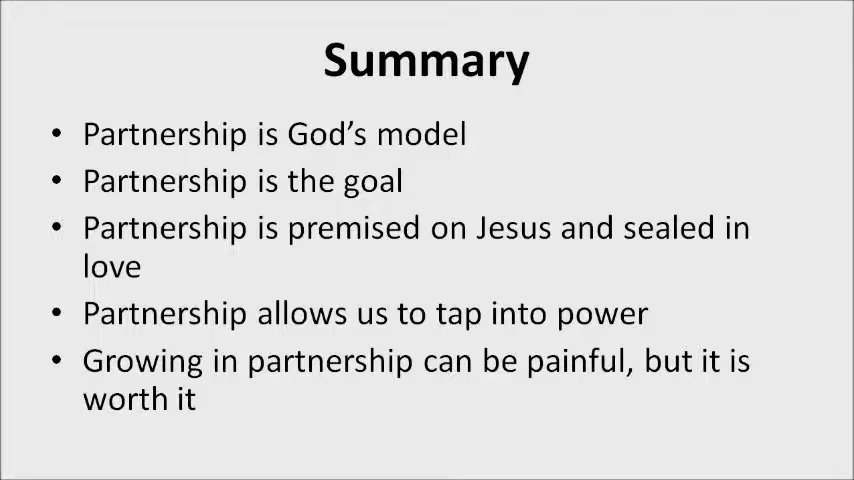 Summary
• Partnership is God’s model
• Partnership is the goal
• Partnership is premised on Jesus and sealed in
love
• Partnership allows us to tap into power
• Growing in partnership can be painful, but it is
worth it